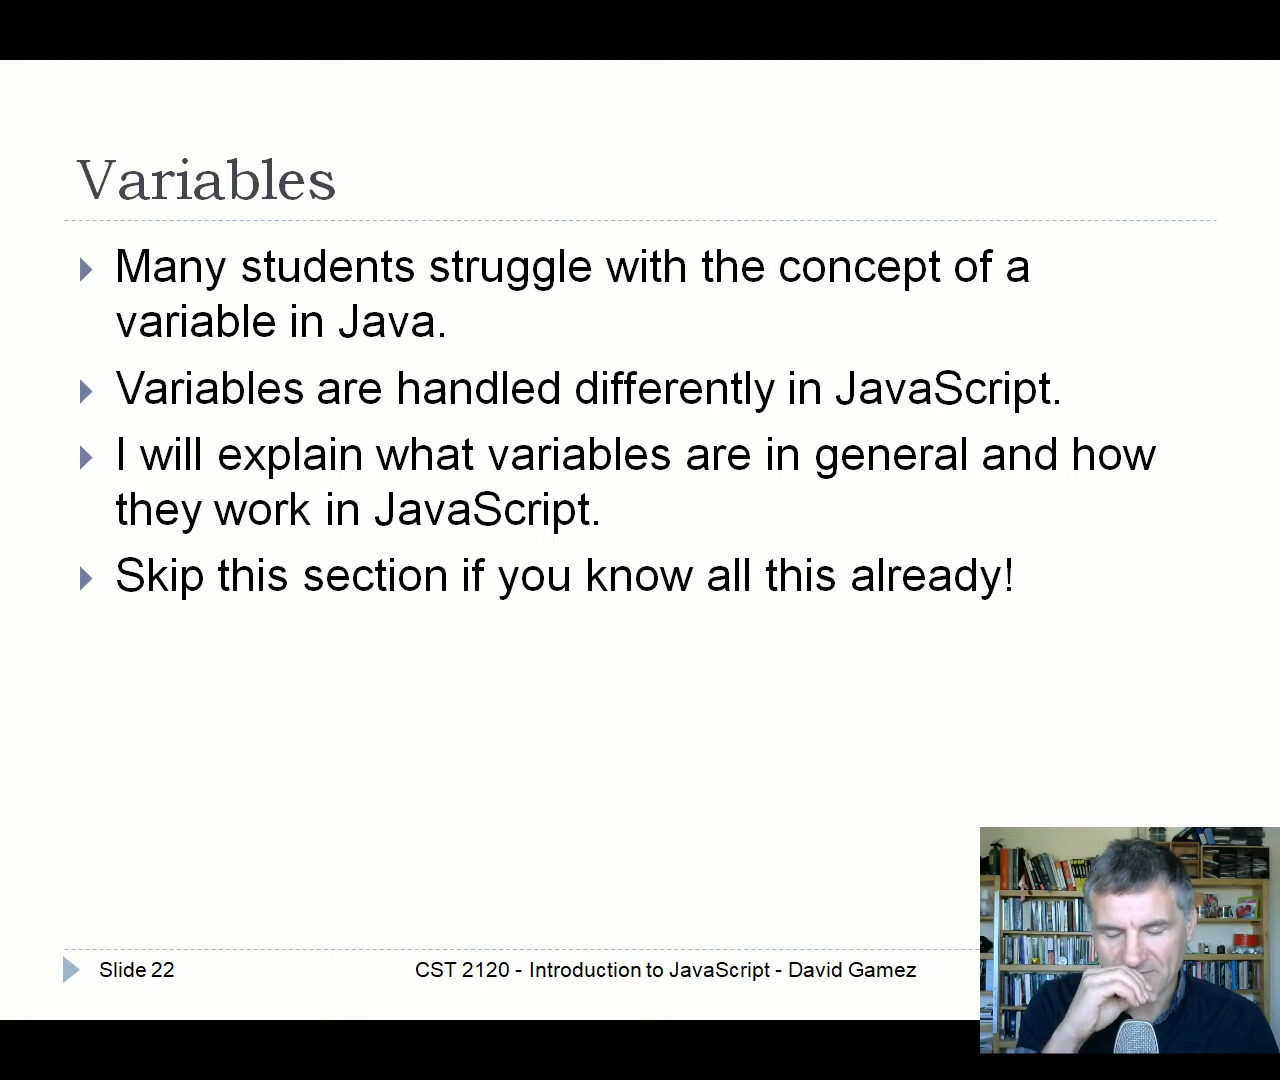 Variables
Many students struggle with the concept of a
variable in Java.
Variables are handled differently in JavaScript.
I will explain what variables are in general and how
they work in JavaScript.
Skip this section if you know all this already!
Slide 22
CST 2120 - Introduction to JavaScript - David Gamez